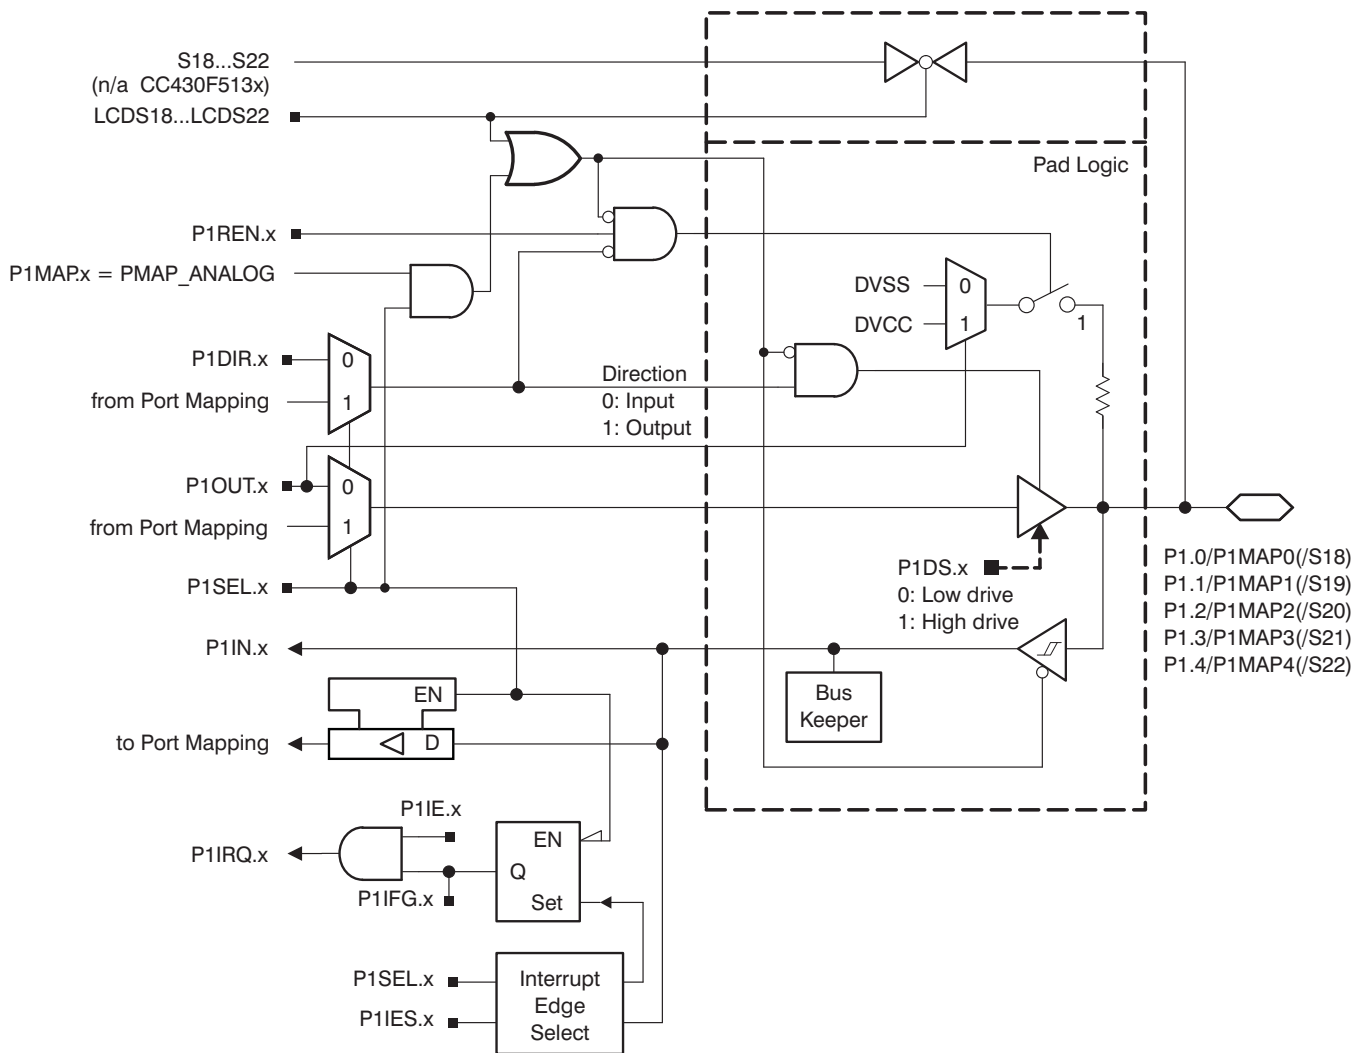 S18...S22
(n/a CC430F513x)
LCDS18...LCDS22
Pad Logic
P1REN.x
P1MAP.x = PMAP_ANALOG
DVSS
0
DVCC
1
1
P1DIR.x
0
from Port Mapping
1
Direction
0: Input
1: Output
P1OUT.x
0
from Port Mapping
1
P1SEL.x
P1DS.x
0: Low drive
1: High drive
P1.0/P1MAP0(/S18)
P1.1/P1MAP1(/S19)
P1.2/P1MAP2(/S20)
P1.3/P1MAP3(/S21)
P1.4/P1MAP4(/S22)
P1IN.x
EN
Bus
Keeper
to Port Mapping
D
P1IE.x
P1IRQ.x
EN
Q
P1IFG.x
Set
P1SEL.x
P1IES.x
Interrupt
Edge
Select